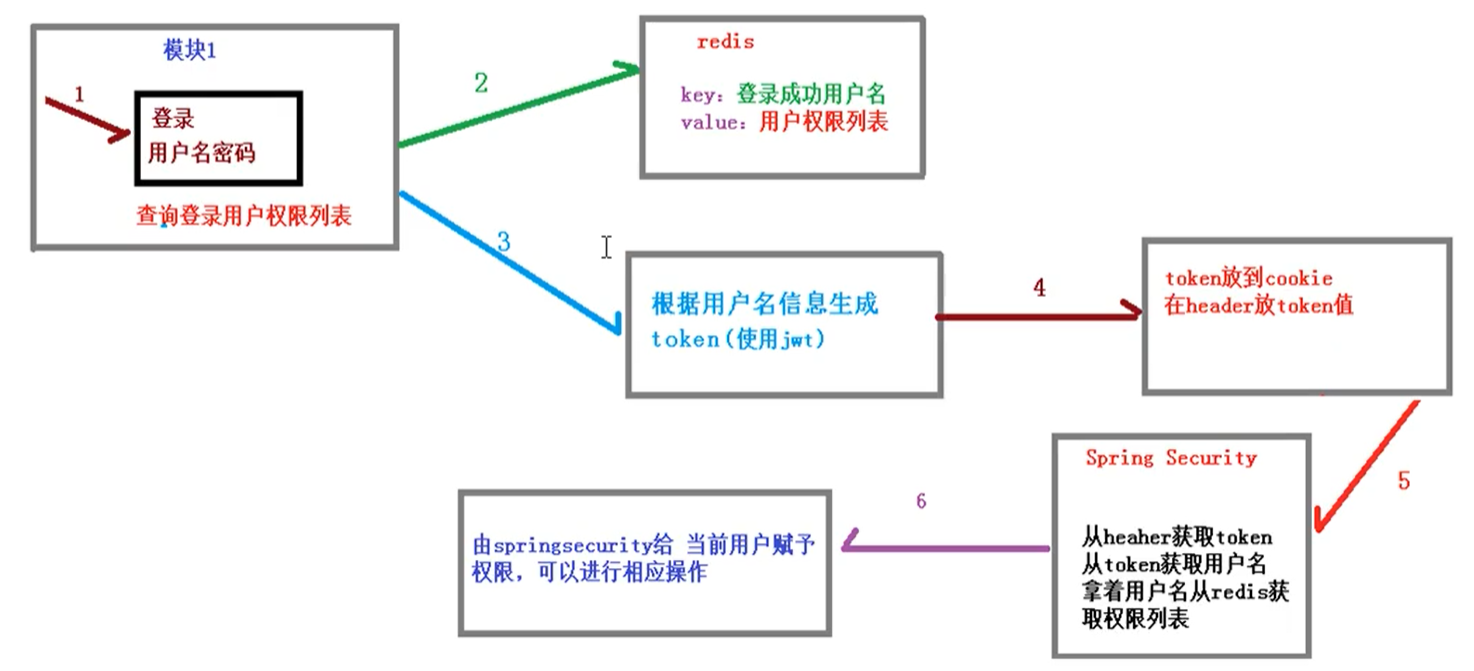 模块1
1
登录
用户名密码
查询登录用户权限列表
2
redis
key: 登录成功用户名
value: 用户权限列表
3
根据用户名信息生成
token(使用jwt)
4
token放到cookie
在header放token值
5
Spring Security
从heaher获取token
从token获取用户名
拿着用户名从redis获
取权限列表
6
由springsecurity给 当前用户赋予
权限，可以进行相应操作